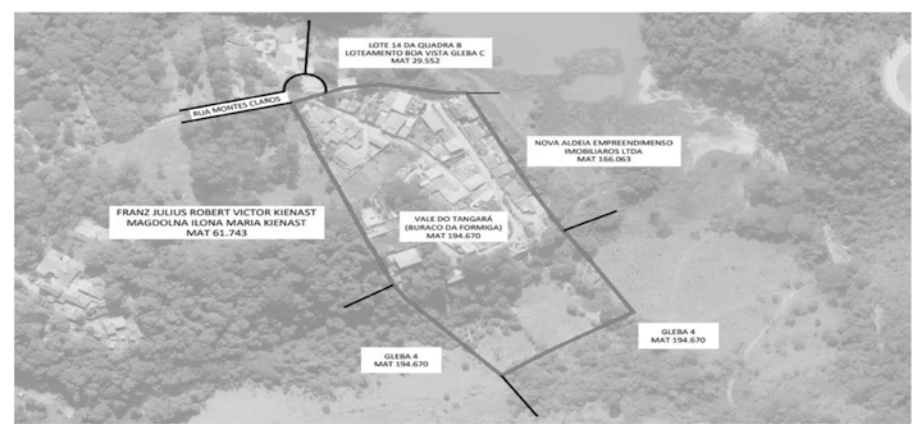 LOTE 14 DA QUADRA B
LOTEAMENTO BOA VISTA GLEBA C
MAT 29.552
RUA MONTES CLAROS
NOVA ALDEIA EMPREENDIMENSO
IMOBILIAROS LTDA
MAT 166.063
FRANZ JULIUS ROBERT VICTOR KIENAST
MAGDOLNA ILONA MARIA KIENAST
MAT 61.743
VALE DO TANGARÁ
(BURACO DA FORMIGA)
MAT 194.670
GLEBA 4
MAT 194.670
GLEBA 4
MAT 194.670